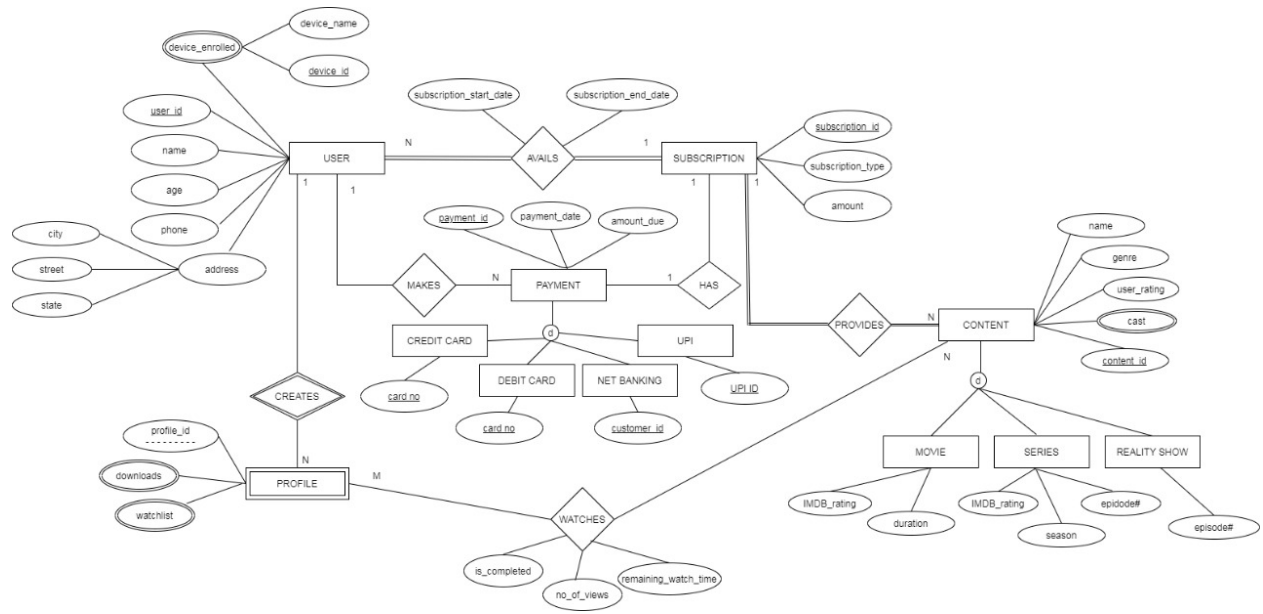 device_name
device_enrolled
device_id
subscription_start_date
subscription_end_date
user_id
subscription_id
name
N
1
USER
AVAILS
SUBSCRIPTION
subscription_type
age
1
1
1
1
payment_id
payment_date
amount_due
amount
phone
city
name
street
address
genre
MAKES
N
PAYMENT
1
HAS
user_rating
state
cast
PROVIDES
N
CONTENT
d
CREDIT CARD
UPI
N
content_id
DEBIT CARD
NET BANKING
d
card no
UPI ID
CREATES
card no
customer_id
profile_id
MOVIE
SERIES
REALITY SHOW
N
downloads
M
PROFILE
IMDB_rating
IMDB_rating
epidode#
watchlist
WATCHES
duration
episode#
season
is_completed
remaining_watch_time
no_of_views